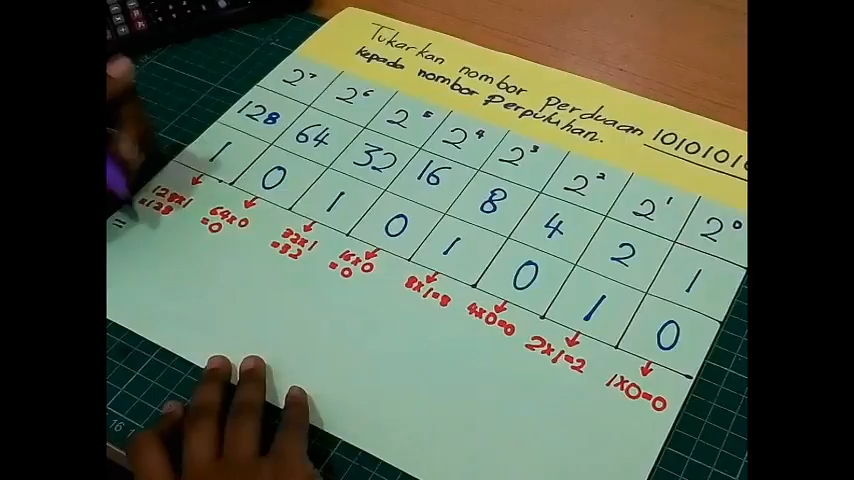 Tukarkan nombor Perduaan 10101010
kepada nombor Perpuluhan.
2⁷ 2⁶ 2⁵ 2⁴ 2³ 2² 2¹ 2⁰
128 64 32 16 8 4 2 1
1 0 1 0 1 0 1 0
128x1 64x0 32x1 16x0 8x1=8 4x0=0 2x1=2 1x0=0
=128 =0 =32 =0
=
16